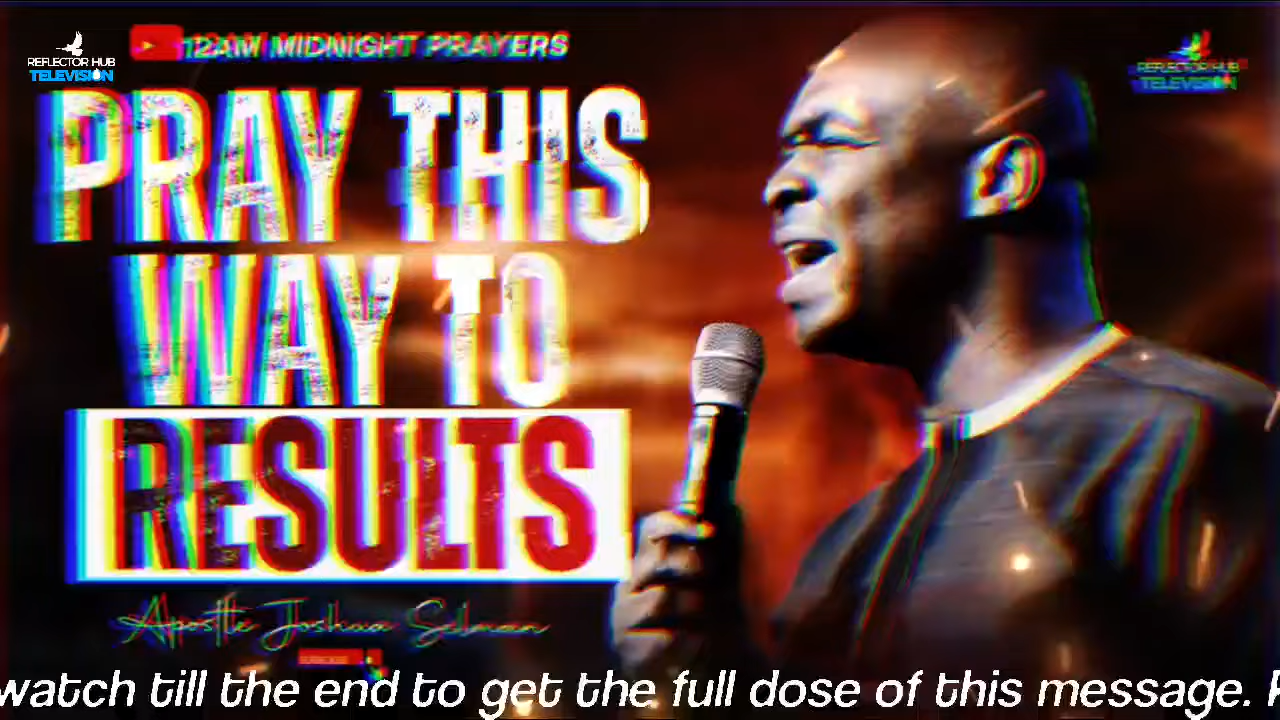 REFLECTOR HUB
TELEVISION
12AM MIDNIGHT PRAYERS
REFLECTOR HUB
TELEVISION
PRAY THIS
WAY TO
RESULTS
Apostle Joshua Selman
watch till the end to get the full dose of this message.